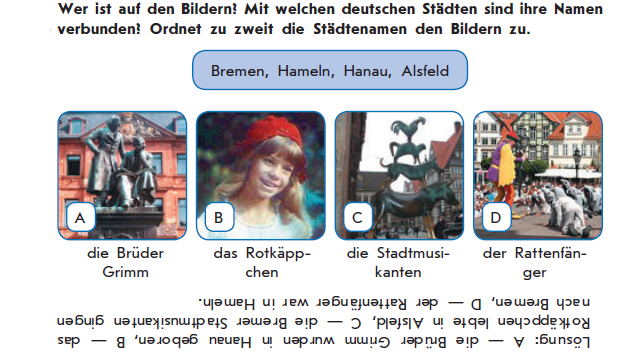 Wer ist auf den Bildern? Mit welchen deutschen Städten sind ihre Namen
verbunden? Ordnet zu zweit die Städtenamen den Bildern zu.
Bremen, Hameln, Hanau, Alsfeld
A
B
C
D
die Brüder
Grimm
das Rotkäpp-
chen
die Stadtmusi-
kanten
der Rattenfän-
ger
Lösung: A — die Brüder Grimm wurden in Hanau geboren, B — das
Rotkäppchen lebte in Alsfeld, C — die Bremer Stadtmusikanten gingen
nach Bremen, D — der Rattenfänger war in Hameln.